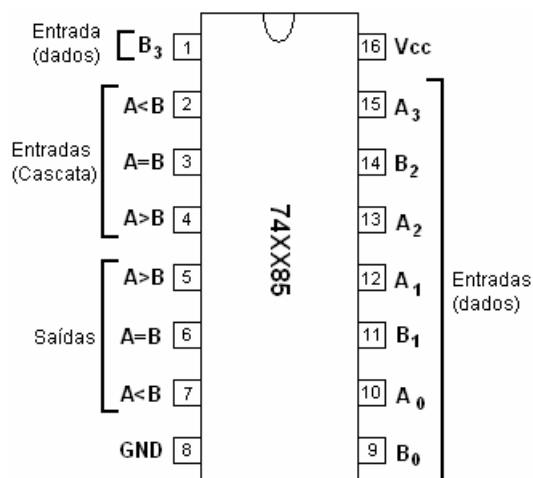 Entrada
(dados)
B3 1
16 Vcc
A<B 2
15 A3
Entradas
(Cascata)
A=B 3
14 B2
A>B 4
13 A2
74XX85
A>B 5
12 A1
Entradas
(dados)
Saídas
A=B 6
11 B1
A<B 7
10 A0
GND 8
9 B0